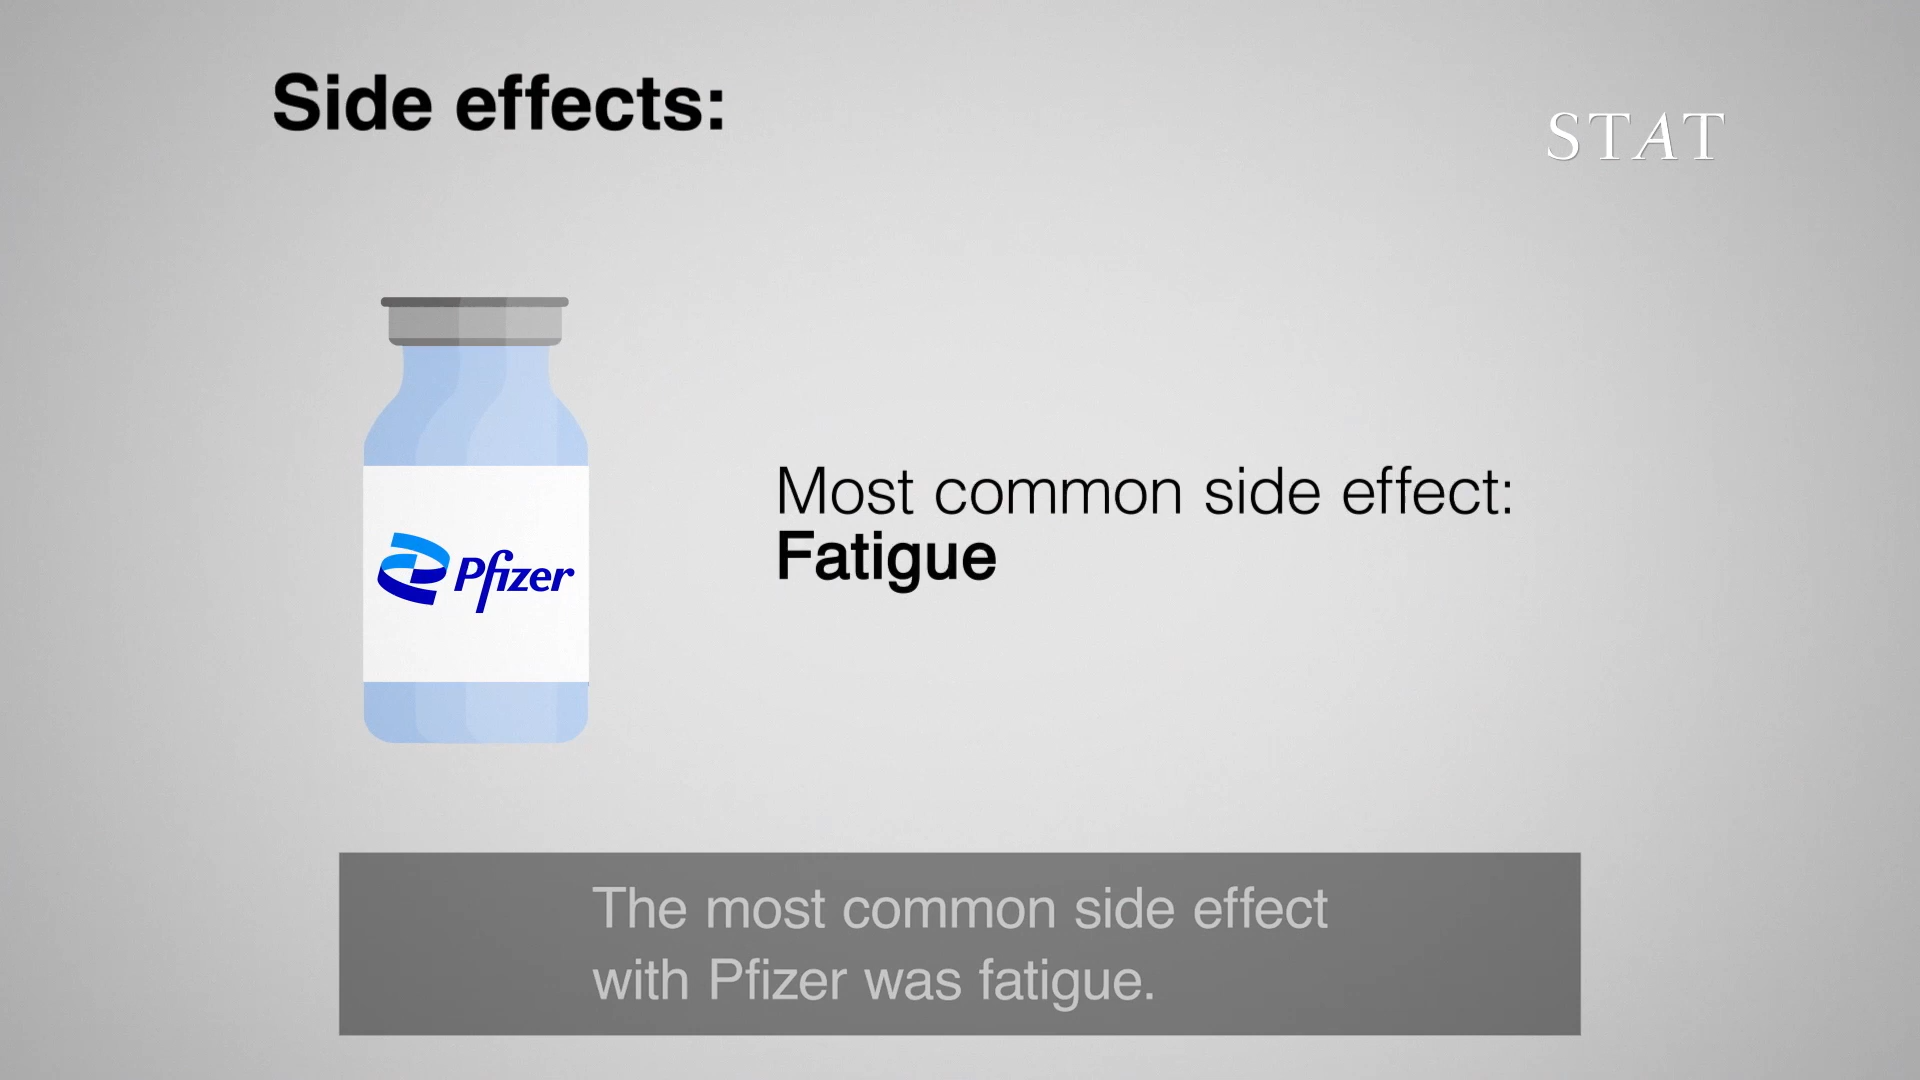 Side effects:
STAT
Most common side effect:
Fatigue
Pfizer
The most common side effect
with Pfizer was fatigue.